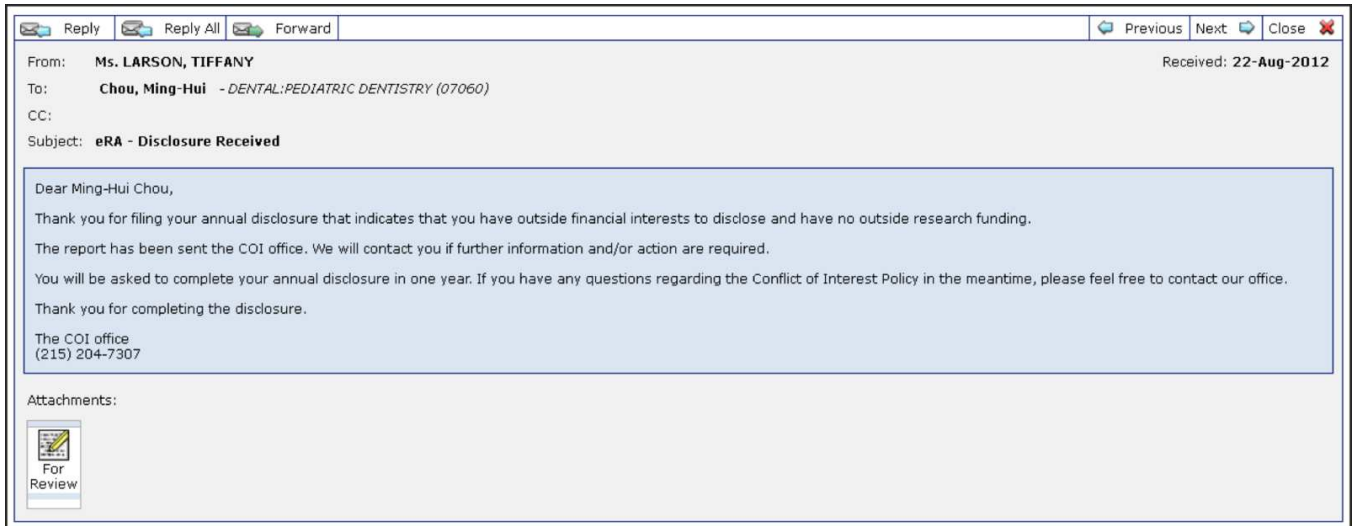 Reply Reply All Forward Previous Next Close
From: Ms. LARSON, TIFFANY Received: 22-Aug-2012
To: Chou, Ming-Hui - DENTAL:PEDIATRIC DENTISTRY (07060)
CC:
Subject: eRA - Disclosure Received
Dear Ming-Hui Chou,
Thank you for filing your annual disclosure that indicates that you have outside financial interests to disclose and have no outside research funding.
The report has been sent the COI office. We will contact you if further information and/or action are required.
You will be asked to complete your annual disclosure in one year. If you have any questions regarding the Conflict of Interest Policy in the meantime, please feel free to contact our office.
Thank you for completing the disclosure.
The COI office
(215) 204-7307
Attachments:
For
Review